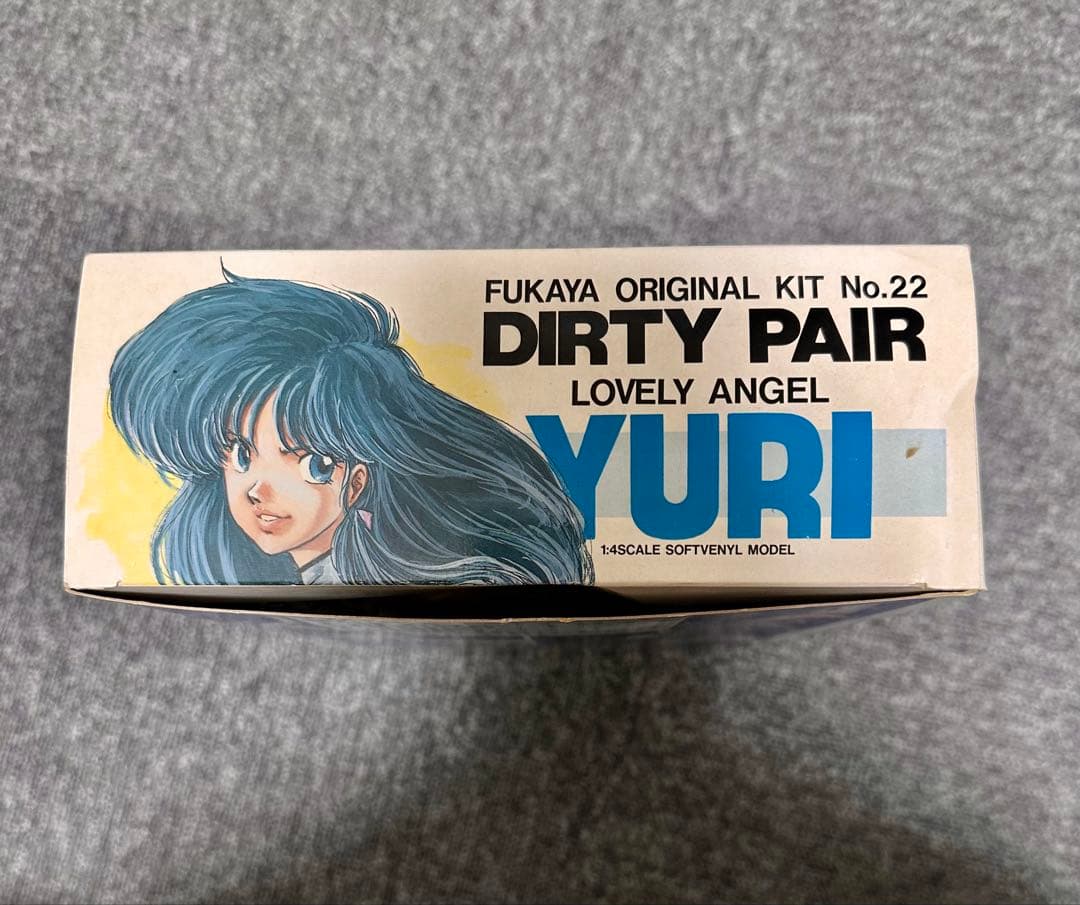 FUKAYA ORIGINAL KIT No.22
DIRTY PAIR
LOVELY ANGEL
YURI
1:4SCALE SOFTVENYL MODEL